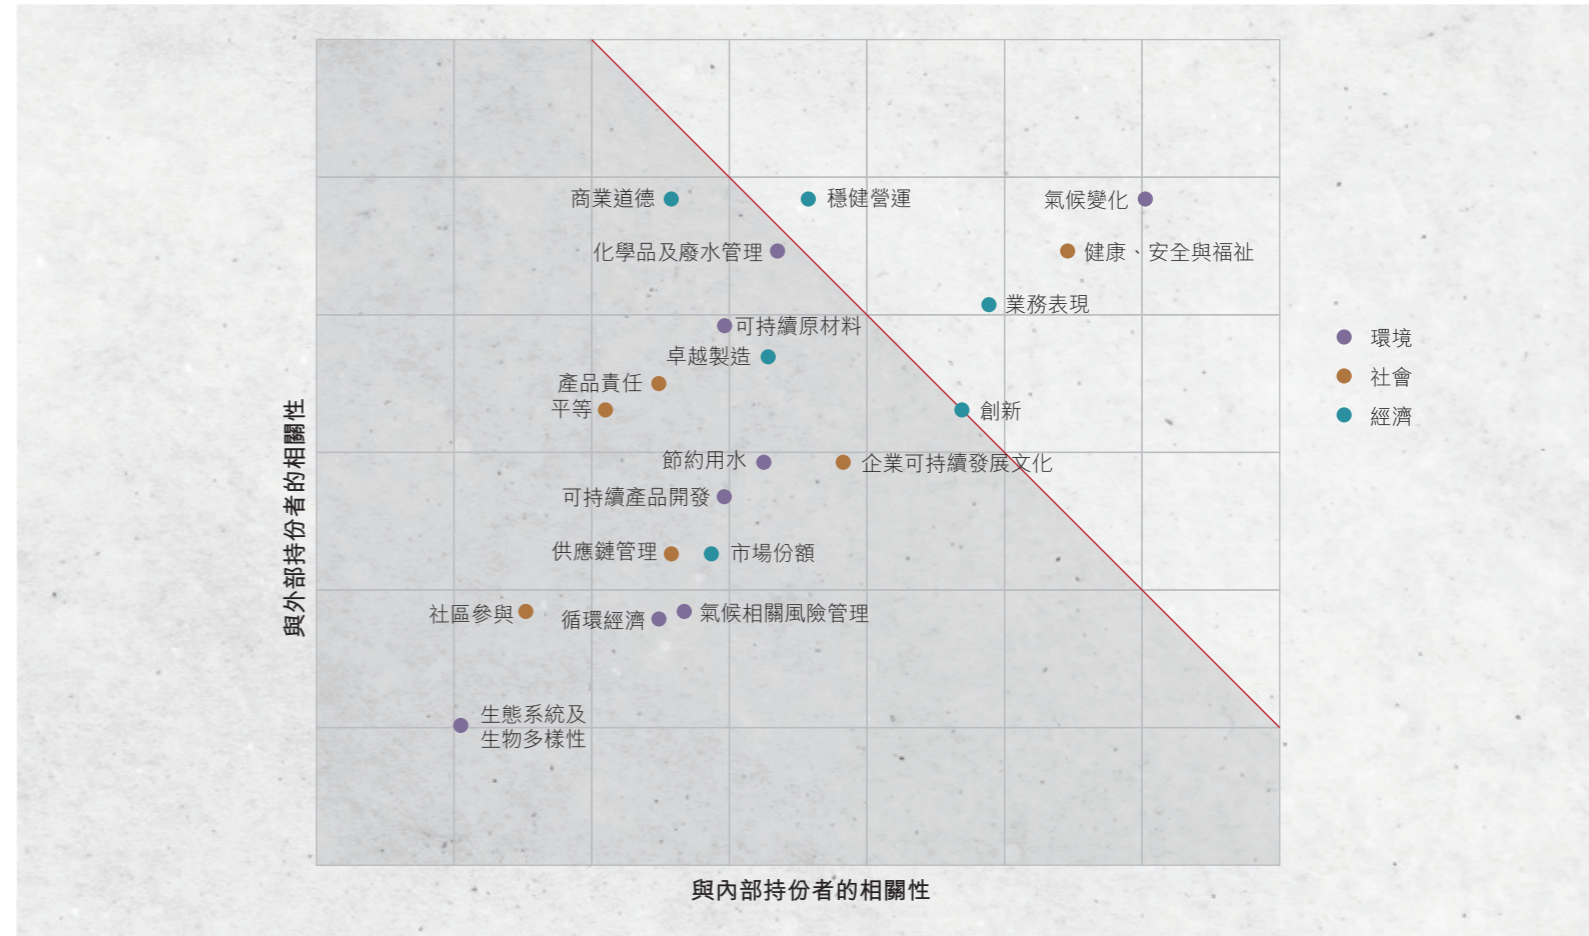 商業道德
穩健營運
氣候變化
化學品及廢水管理
健康、安全與福祉
業務表現
可持續原材料
卓越製造
產品責任
平等
創新
節約用水
企業可持續發展文化
可持續產品開發
供應鏈管理
市場份額
社區參與
循環經濟
氣候相關風險管理
生態系統及
生物多樣性
環境
社會
經濟
與外部持份者的相關性
與內部持份者的相關性